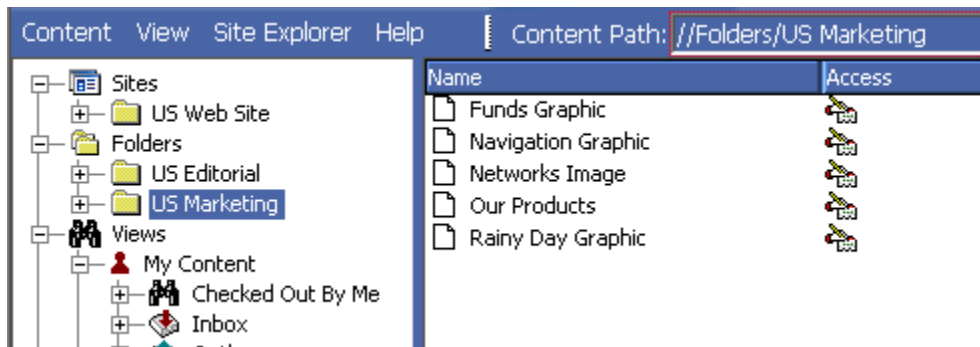 Content View Site Explorer Help Content Path: //Folders/US Marketing
Sites
US Web Site
Folders
US Editorial
US Marketing
Views
My Content
Checked Out By Me
Inbox
Name Access
Funds Graphic
Navigation Graphic
Networks Image
Our Products
Rainy Day Graphic